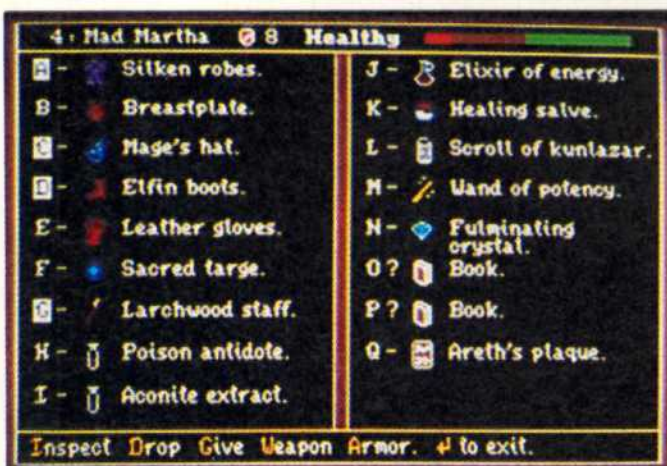 4: Mad Martha 8 Healthy
A - Silken robes.
B - Breastplate.
C - Mage's hat.
D - Elfin boots.
E - Leather gloves.
F - Sacred targe.
G - Larchwood staff.
H - Poison antidote.
I - Aconite extract.
J - Elixir of energy.
K - Healing salve.
L - Scroll of kunlazar.
M - Wand of potency.
N - Fulminating
crystal.
O? Book.
P? Book.
Q - Areth's plaque.
Inspect Drop Give Weapon Armor. ↵ to exit.